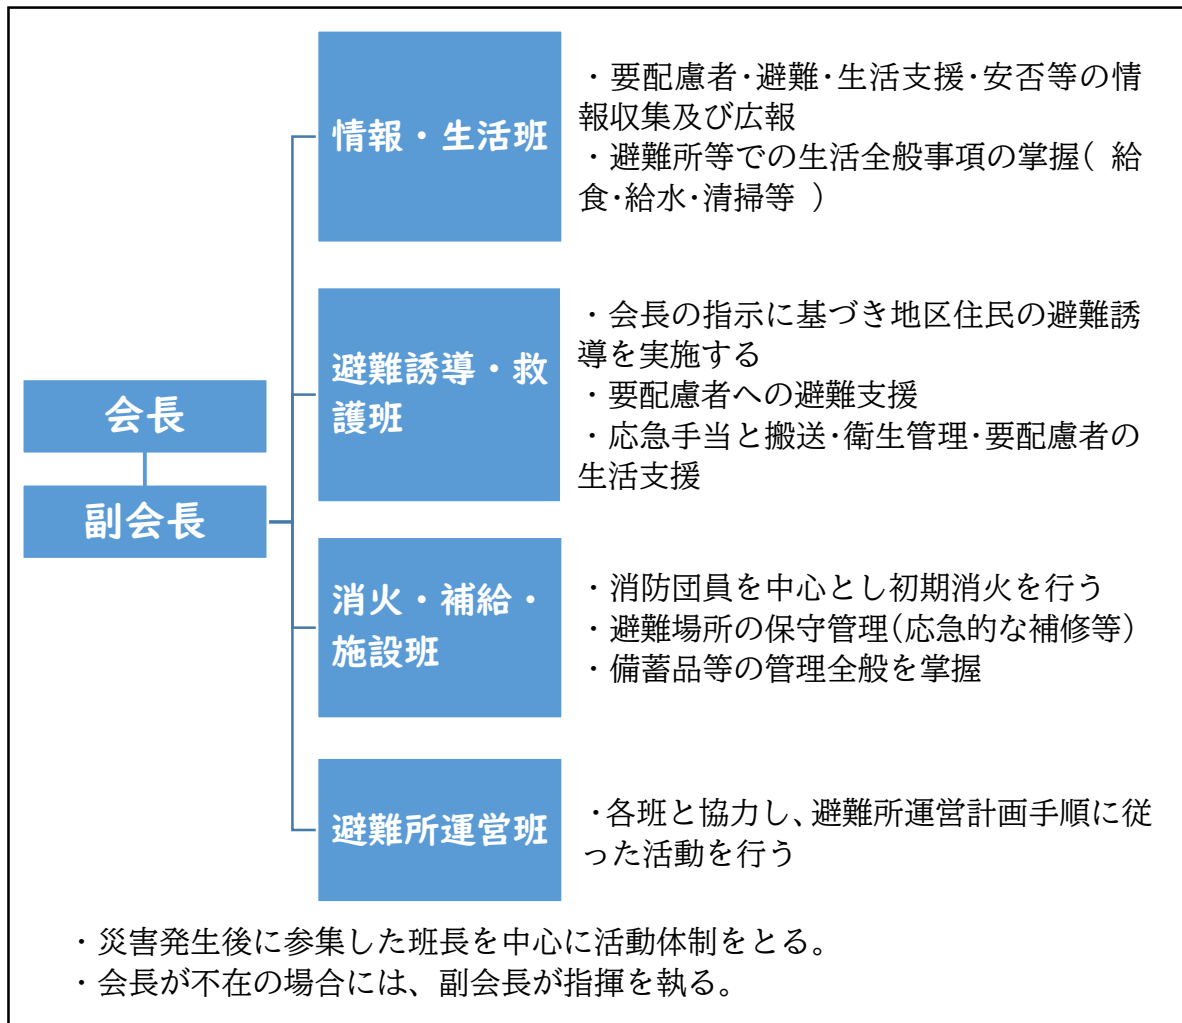 情報・生活班
・要配慮者・避難・生活支援・安否等の情
報収集及び広報
・避難所等での生活全般事項の掌握( 給
食・給水・清掃等 )
会長
副会長
避難誘導・救
護班
・会長の指示に基づき地区住民の避難誘
導を実施する
・要配慮者への避難支援
・応急手当と搬送・衛生管理・要配慮者の
生活支援
消火・補給・
施設班
・消防団員を中心とし初期消火を行う
・避難場所の保守管理(応急的な補修等)
・備蓄品等の管理全般を掌握
避難所運営班
・各班と協力し、避難所運営計画手順に従
った活動を行う
・災害発生後に参集した班長を中心に活動体制をとる。
・会長が不在の場合には、副会長が指揮を執る。